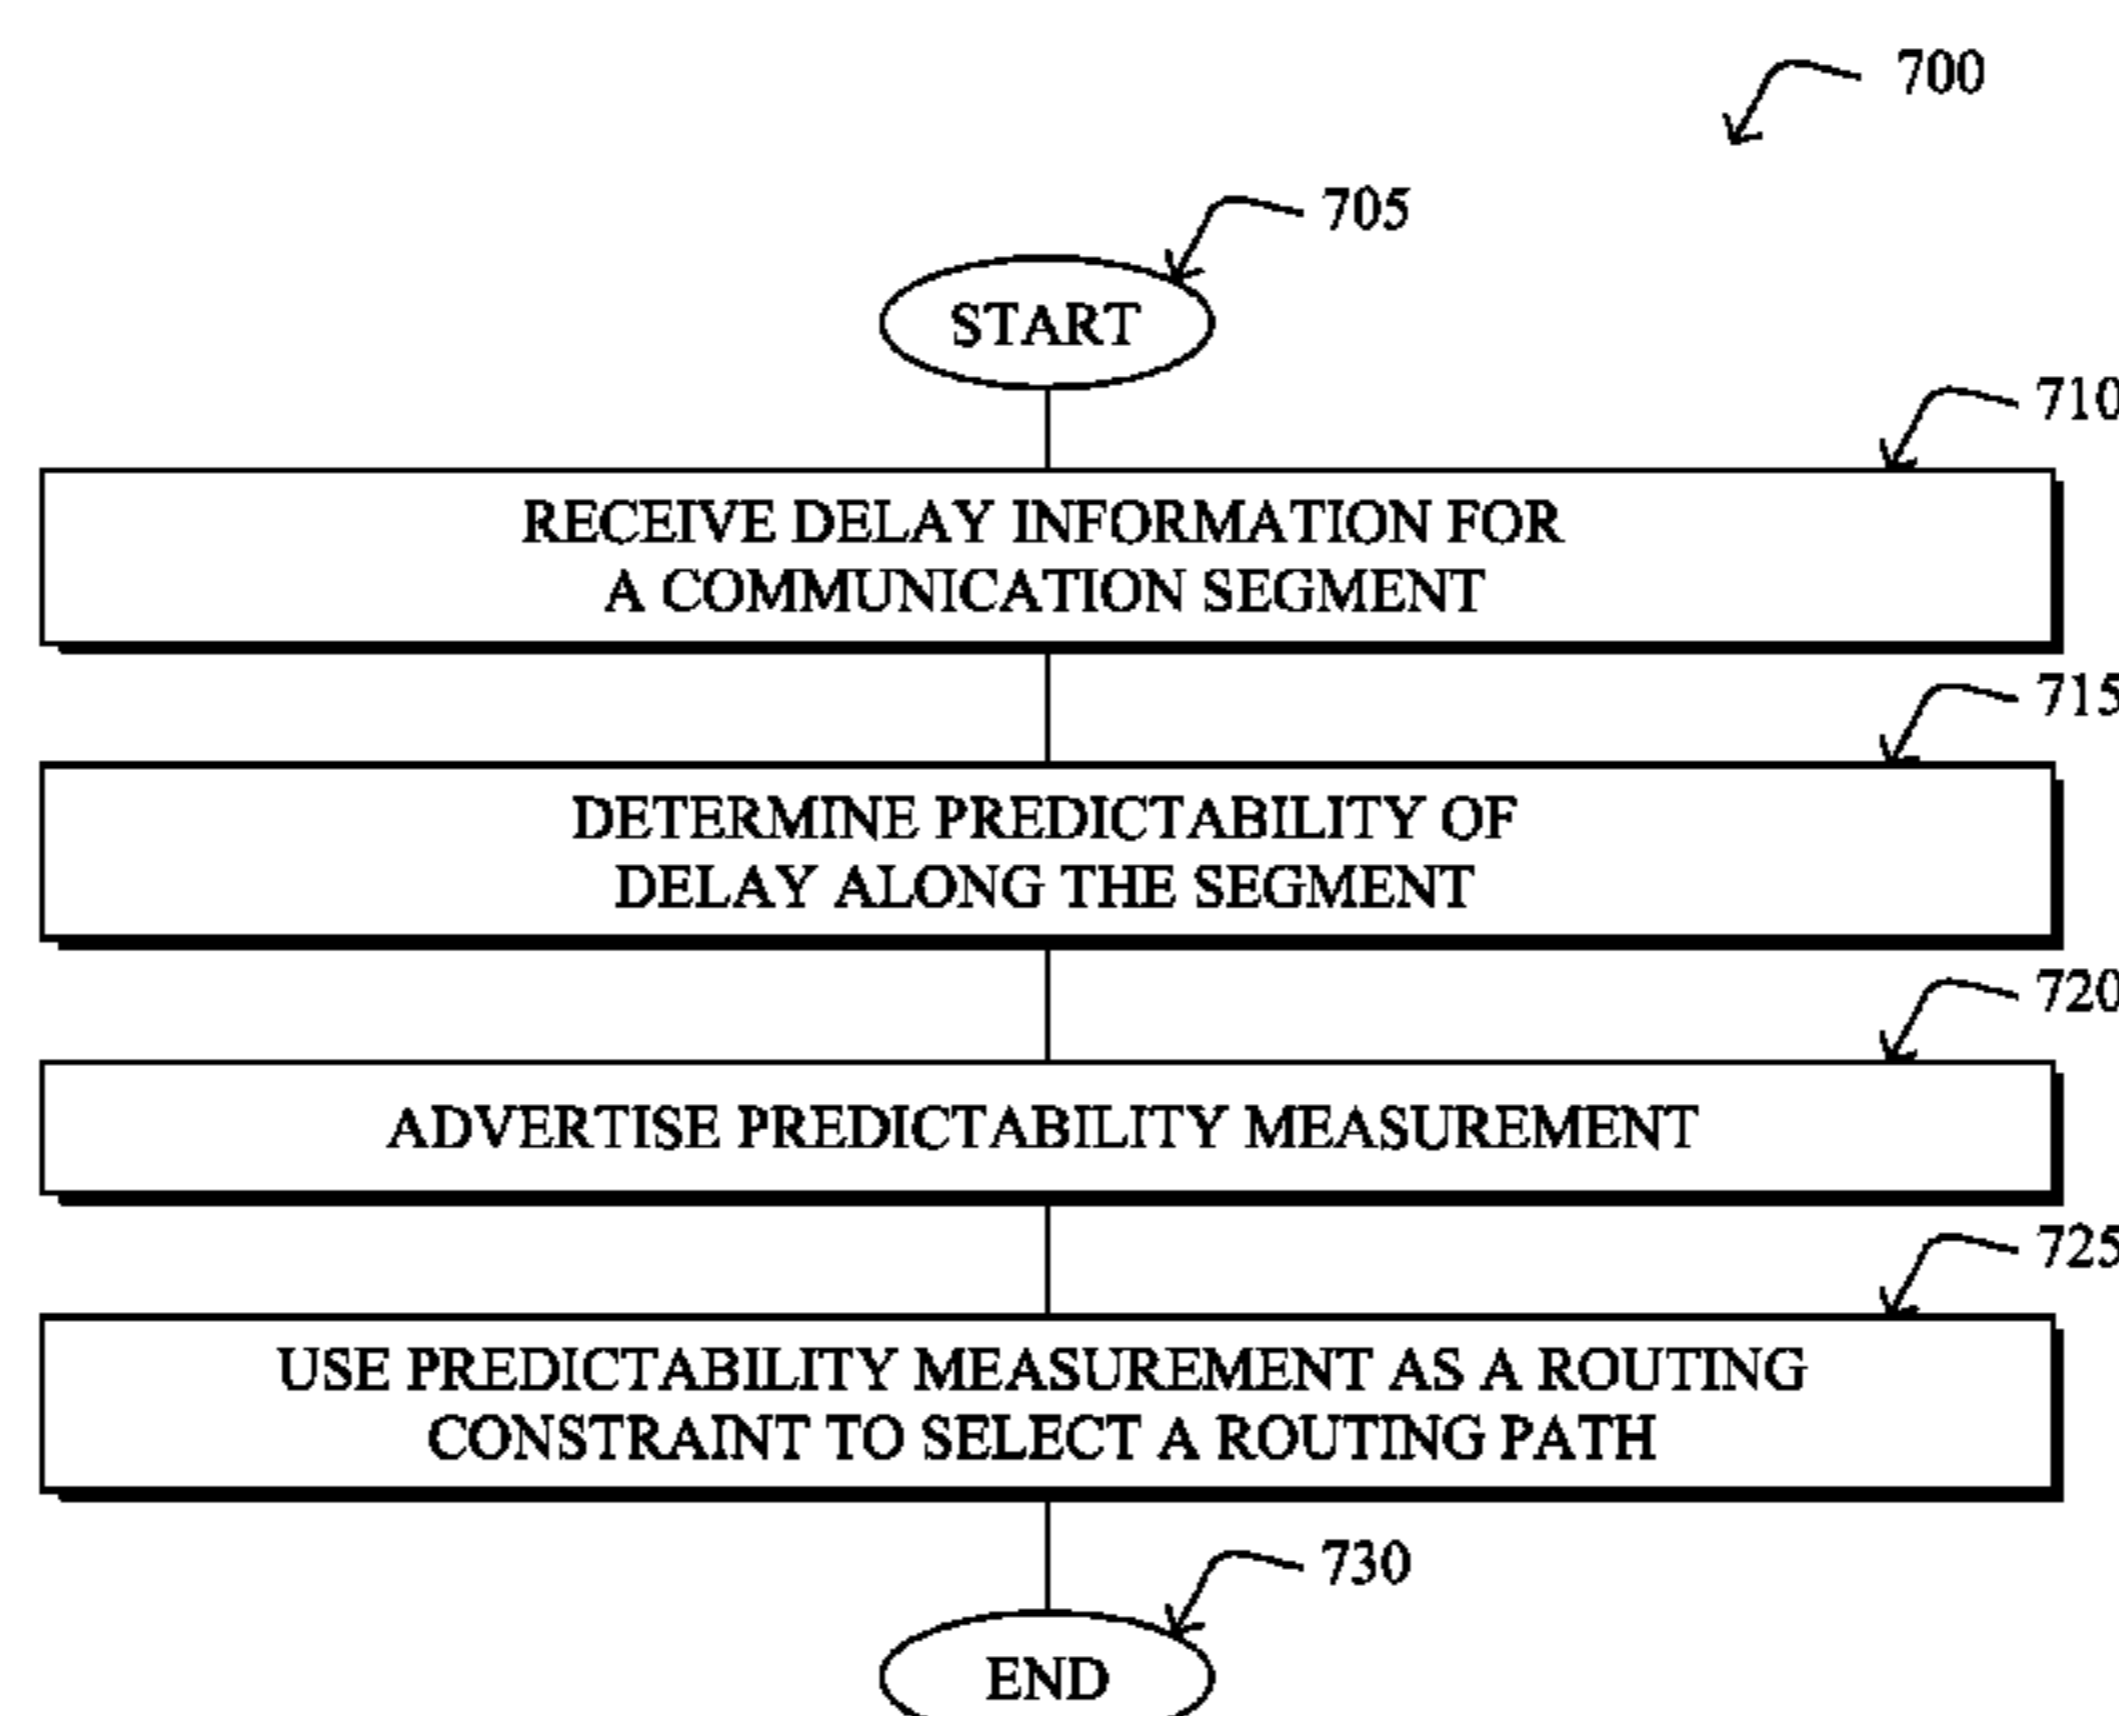 700
705
START
710
RECEIVE DELAY INFORMATION FOR
A COMMUNICATION SEGMENT
715
DETERMINE PREDICTABILITY OF
DELAY ALONG THE SEGMENT
720
ADVERTISE PREDICTABILITY MEASUREMENT
725
USE PREDICTABILITY MEASUREMENT AS A ROUTING
CONSTRAINT TO SELECT A ROUTING PATH
730
END